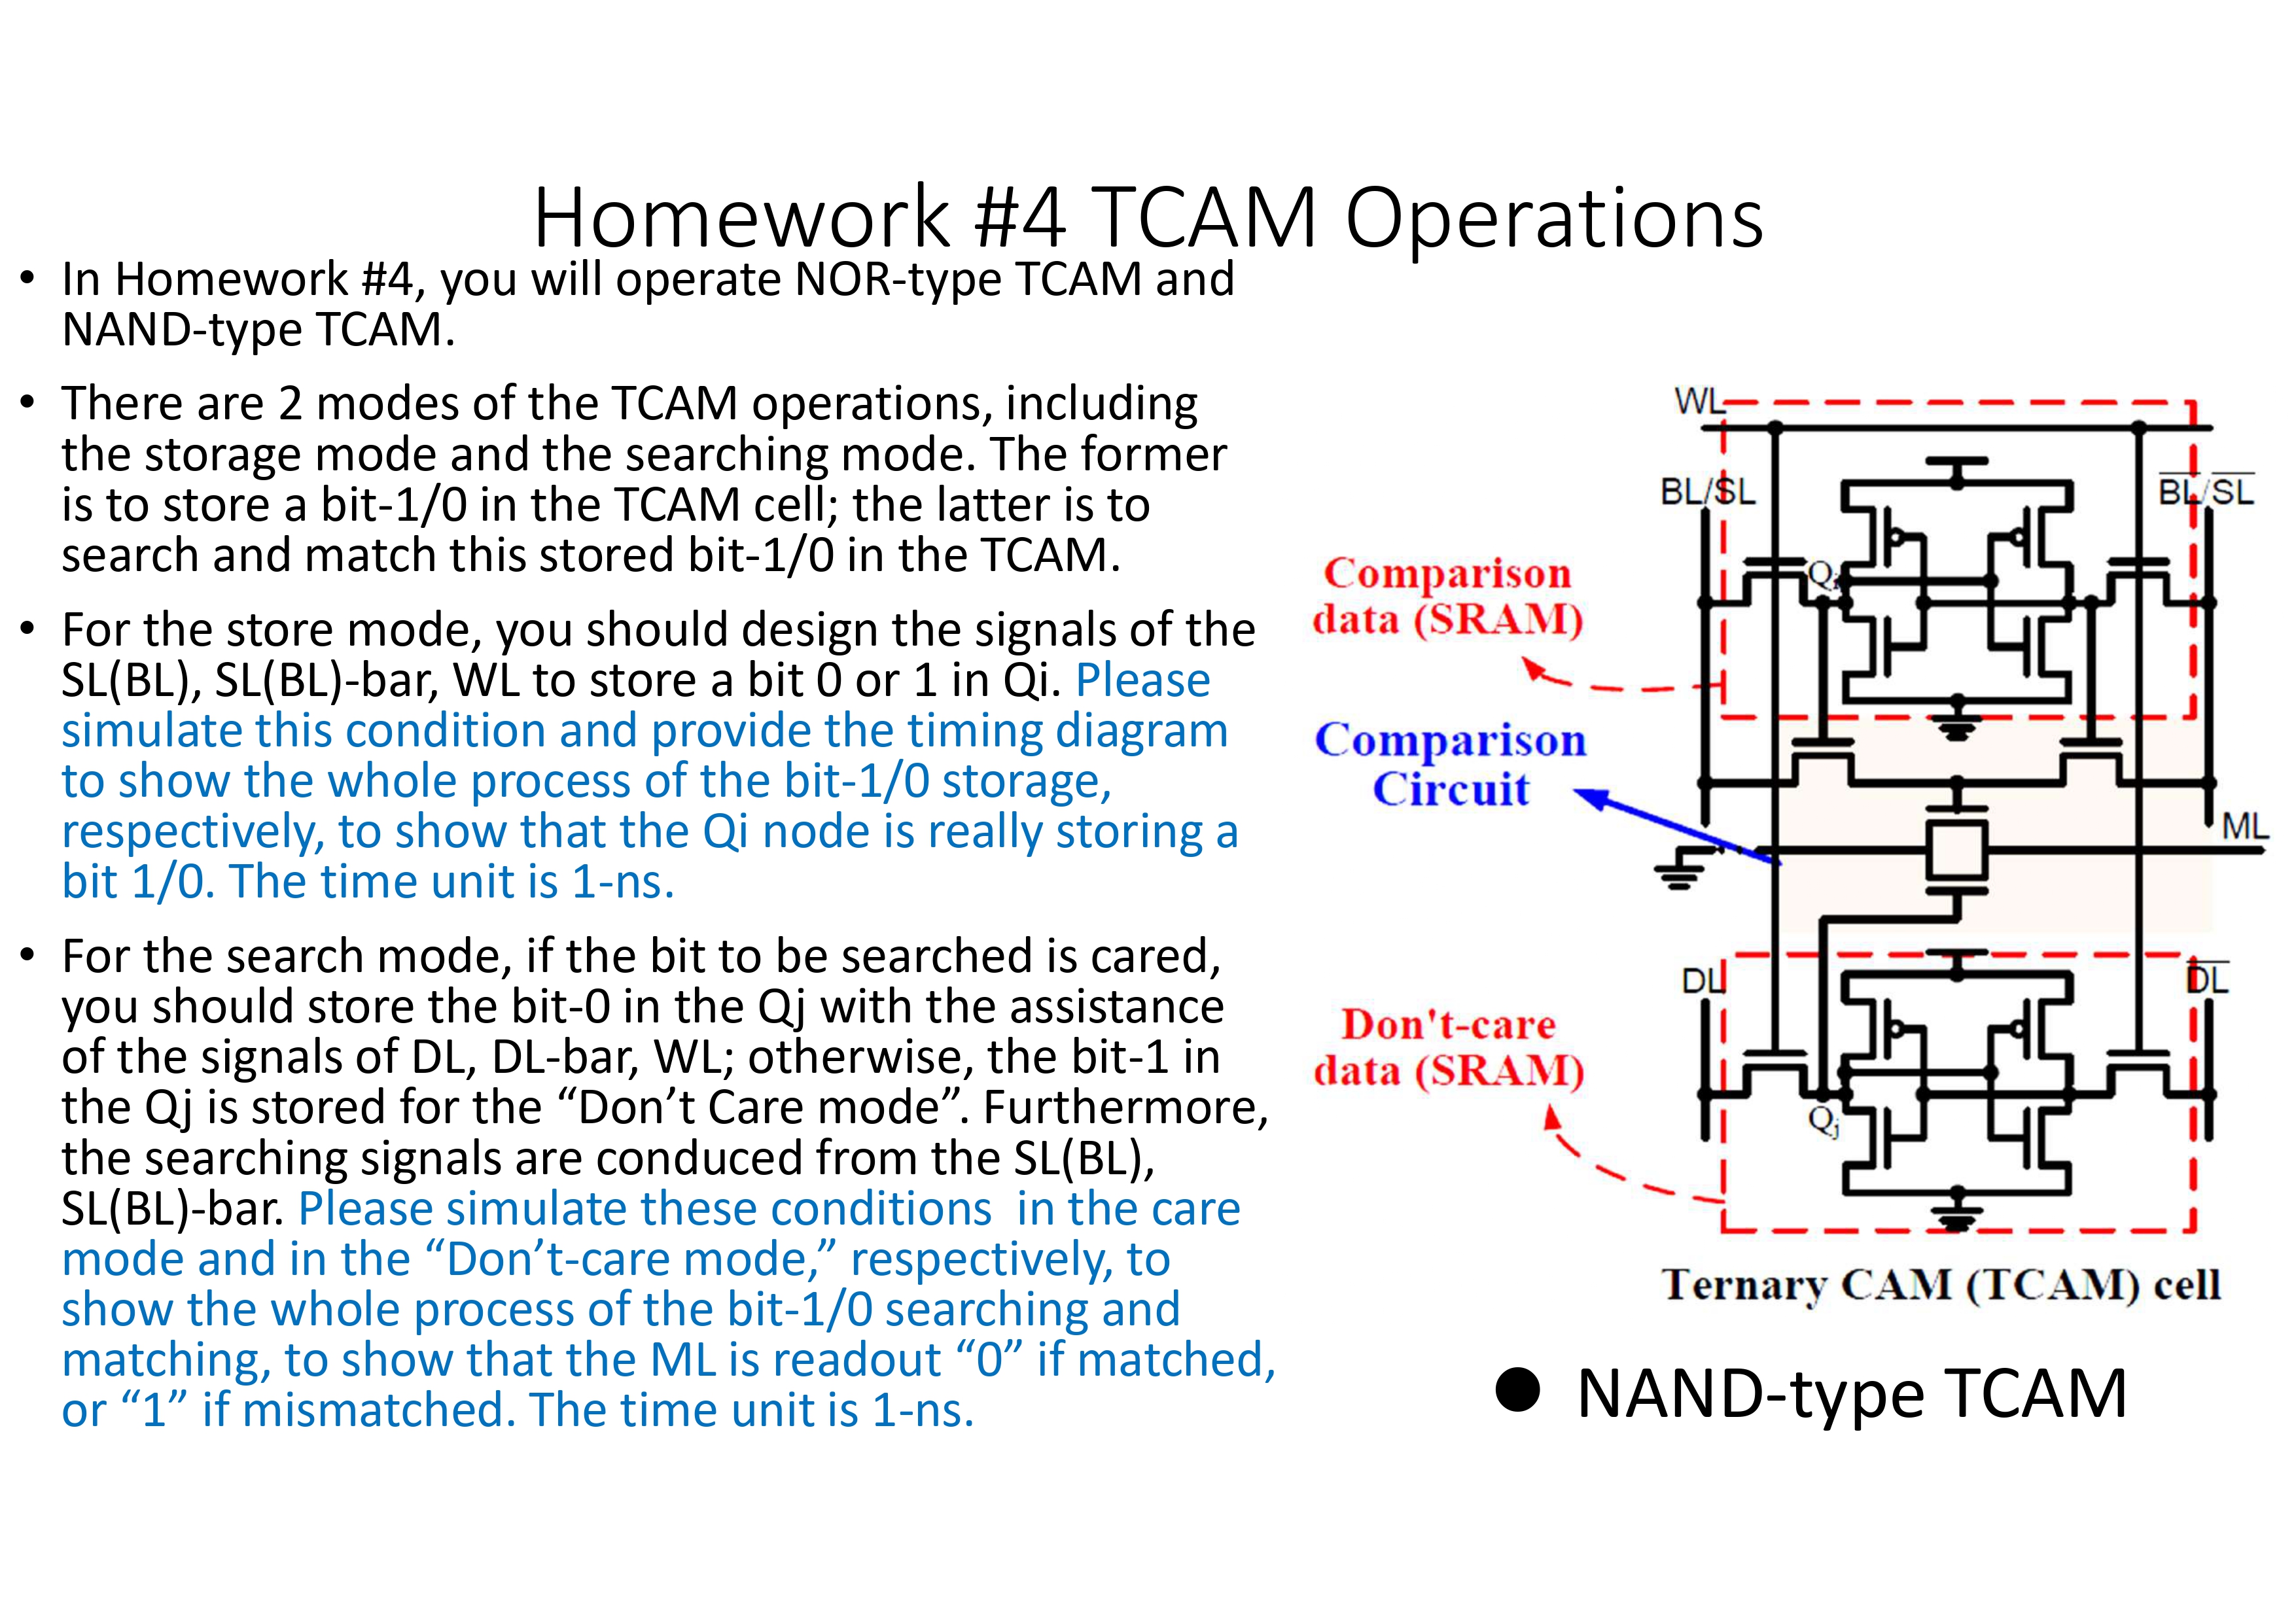 Homework #4 TCAM Operations
• In Homework #4, you will operate NOR-type TCAM and
NAND-type TCAM.
• There are 2 modes of the TCAM operations, including
the storage mode and the searching mode. The former
is to store a bit-1/0 in the TCAM cell; the latter is to
search and match this stored bit-1/0 in the TCAM.
• For the store mode, you should design the signals of the
SL(BL), SL(BL)-bar, WL to store a bit 0 or 1 in Qi. Please
simulate this condition and provide the timing diagram
to show the whole process of the bit-1/0 storage,
respectively, to show that the Qi node is really storing a
bit 1/0. The time unit is 1-ns.
• For the search mode, if the bit to be searched is cared,
you should store the bit-0 in the Qj with the assistance
of the signals of DL, DL-bar, WL; otherwise, the bit-1 in
the Qj is stored for the “Don’t Care mode”. Furthermore,
the searching signals are conduced from the SL(BL),
SL(BL)-bar. Please simulate these conditions  in the care
mode and in the “Don’t-care mode,” respectively, to
show the whole process of the bit-1/0 searching and
matching, to show that the ML is readout “0” if matched,
or “1” if mismatched. The time unit is 1-ns.
WL
BL/SL
BL/SL
Qi
Comparison
data (SRAM)
Comparison
Circuit
ML
DL
DL
Don't-care
data (SRAM)
Qj
Ternary CAM (TCAM) cell
● NAND-type TCAM